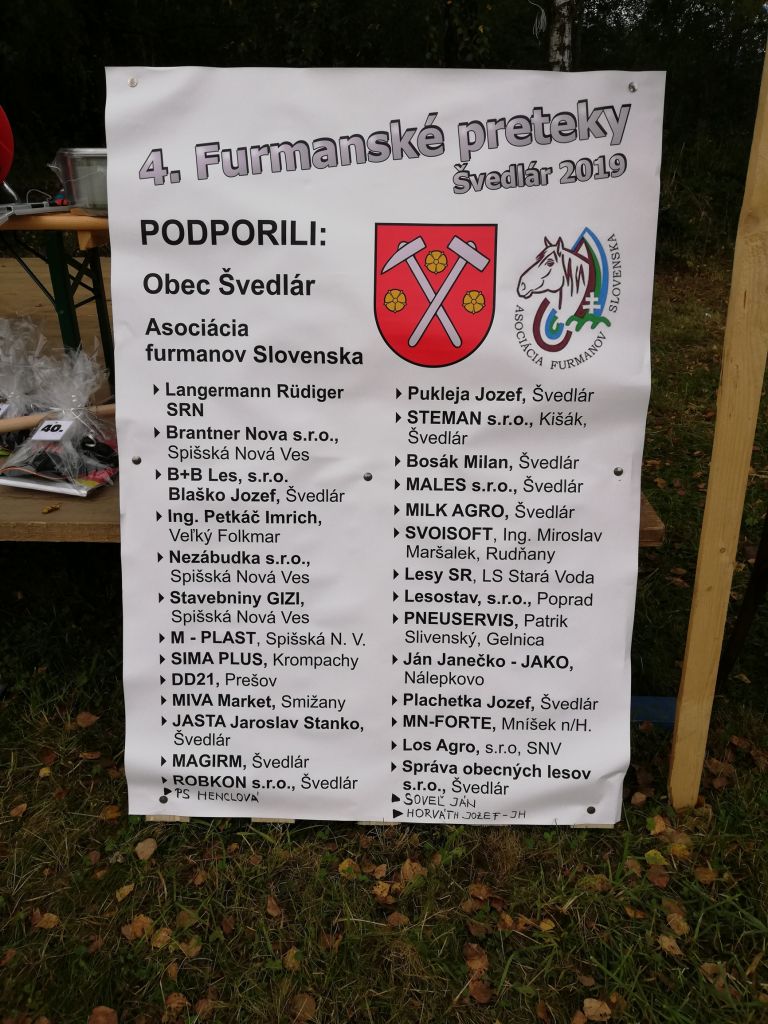 4. Furmanské preteky
Švedlár 2019
PODPORILI:
Obec Švedlár
Asociácia
furmanov Slovenska
ASOCIÁCIA FURMANOV SLOVENSKA
Langermann Rüdiger
SRN
Brantner Nova s.r.o.,
Spišská Nová Ves
B+B Les, s.r.o.
Blaško Jozef, Švedlár
Ing. Petkáč Imrich,
Veľký Folkmar
Nezábudka s.r.o.,
Spišská Nová Ves
Stavebniny GIZI,
Spišská Nová Ves
M - PLAST, Spišská N. V.
SIMA PLUS, Krompachy
DD21, Prešov
MIVA Market, Smižany
JASTA Jaroslav Stanko,
Švedlár
MAGIRM, Švedlár
ROBKON s.r.o., Švedlár
PS HENCLOVÁ
Pukleja Jozef, Švedlár
STEMAN s.r.o., Kišák,
Švedlár
Bosák Milan, Švedlár
MALES s.r.o., Švedlár
MILK AGRO, Švedlár
SVOISOFT, Ing. Miroslav
Maršalek, Rudňany
Lesy SR, LS Stará Voda
Lesostav, s.r.o., Poprad
PNEUSERVIS, Patrik
Slivenský, Gelnica
Ján Janečko - JAKO,
Nálepkovo
Plachetka Jozef, Švedlár
MN-FORTE, Mníšek n/H.
Los Agro, s.r.o, SNV
Správa obecných lesov
s.r.o., Švedlár
SOVEĽ JÁN
HORVÁTH JOZEF-JH
40.